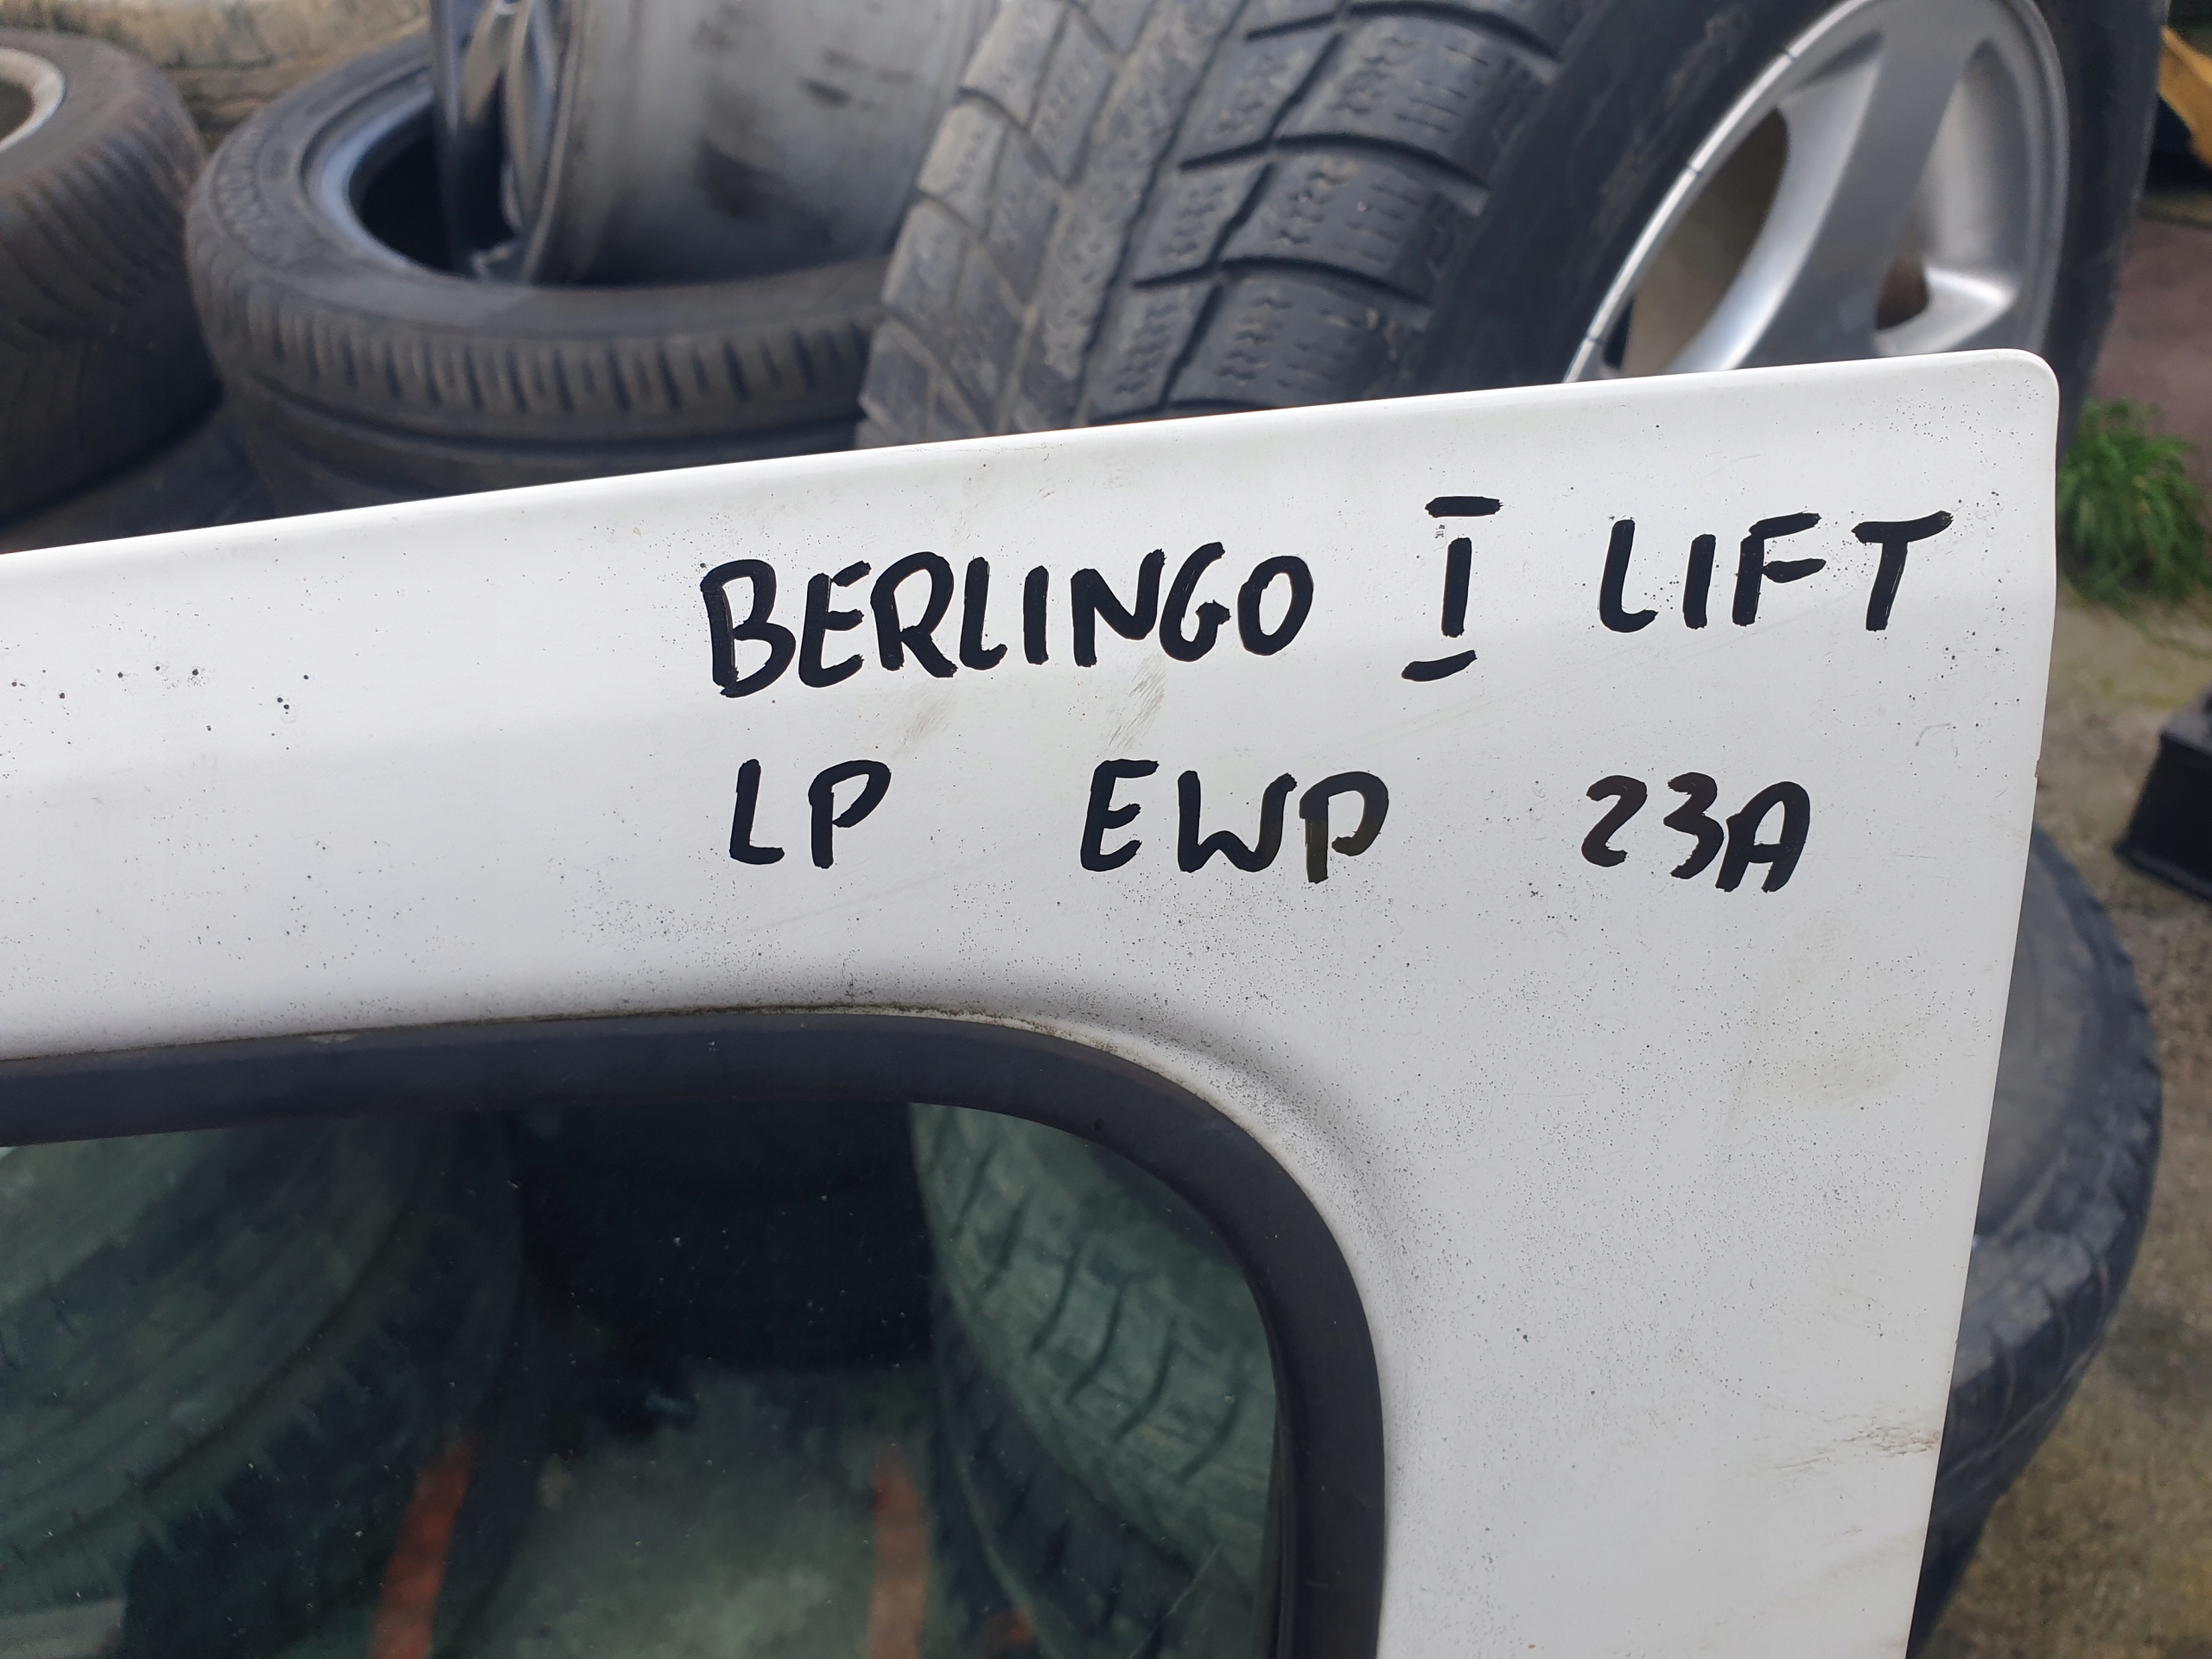 BERLINGO I LIFT
LP EWP 23A